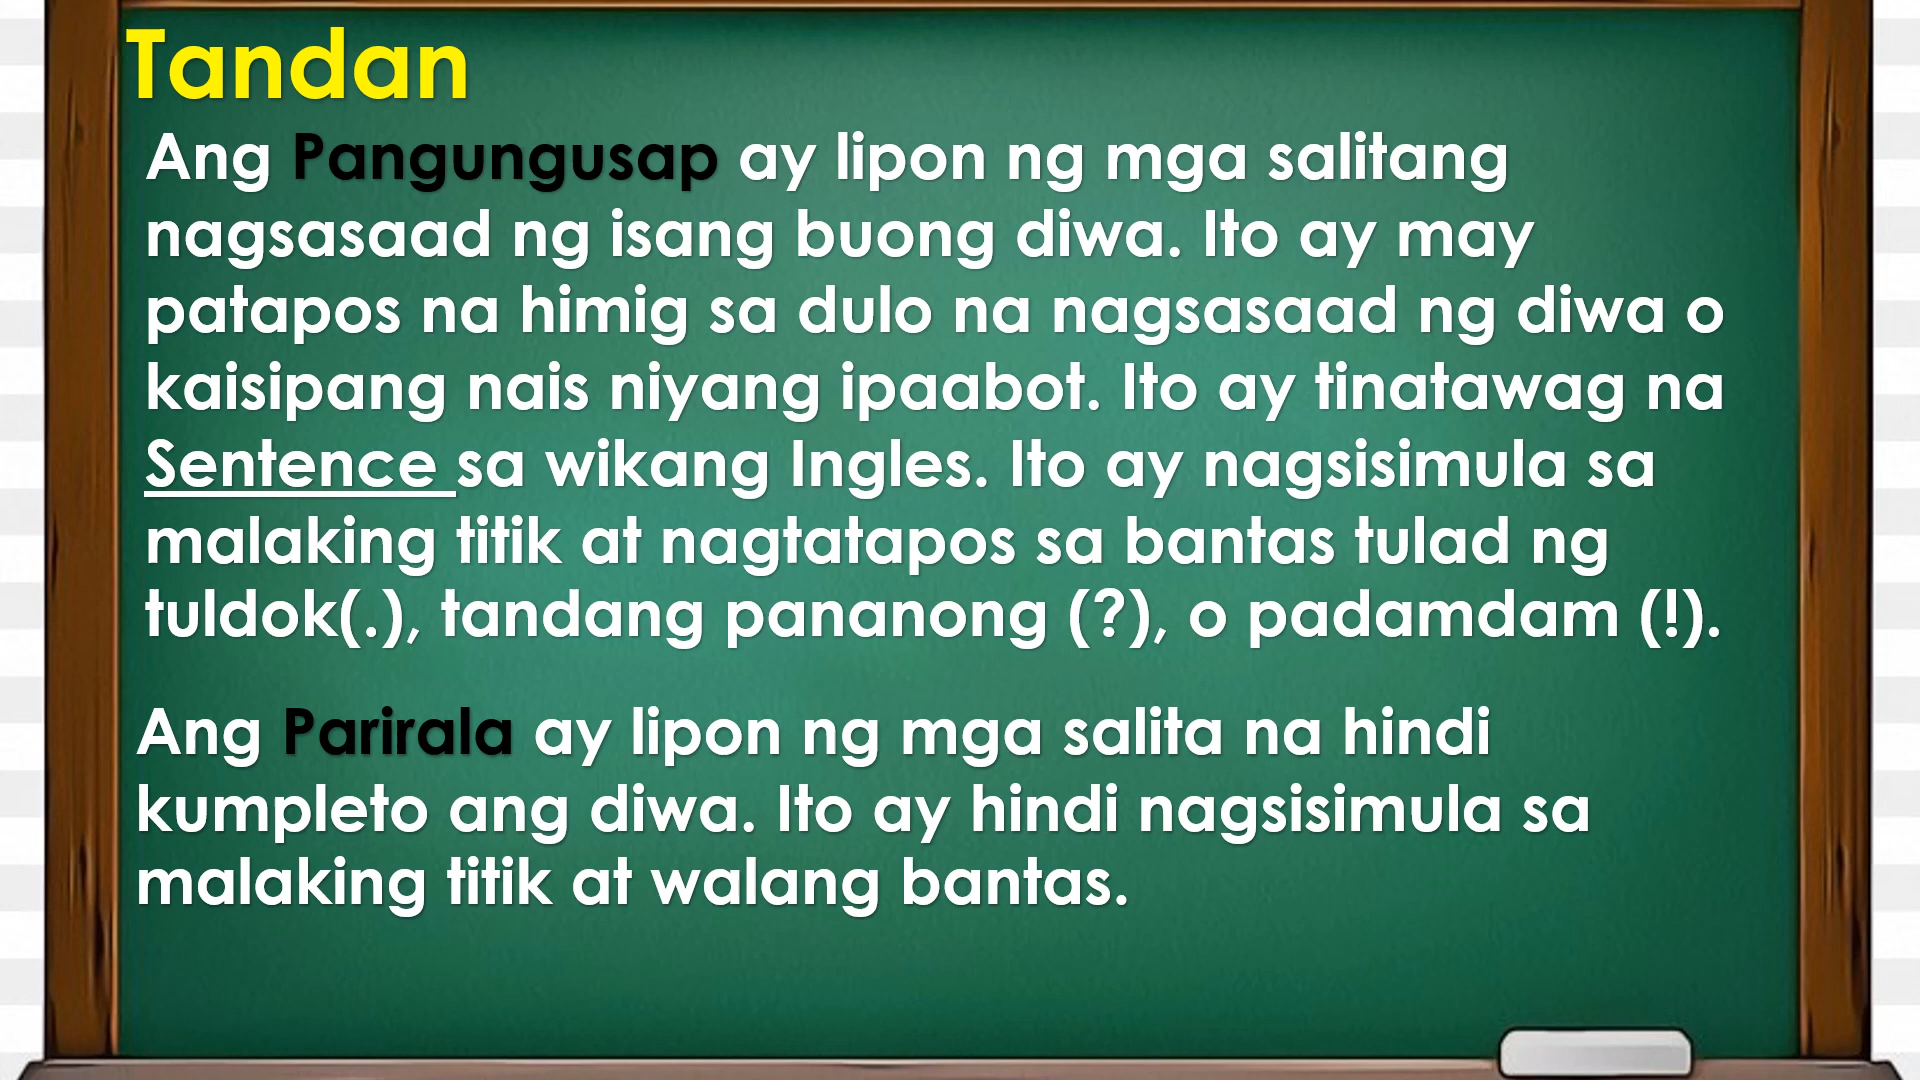 Tandan
Ang Pangungusap ay lipon ng mga salitang
nagsasaad ng isang buong diwa. Ito ay may
patapos na himig sa dulo na nagsasaad ng diwa o
kaisipang nais niyang ipaabot. Ito ay tinatawag na
Sentence sa wikang Ingles. Ito ay nagsisimula sa
malaking titik at nagtatapos sa bantas tulad ng
tuldok(.), tandang pananong (?), o padamdam (!).
Ang Parirala ay lipon ng mga salita na hindi
kumpleto ang diwa. Ito ay hindi nagsisimula sa
malaking titik at walang bantas.